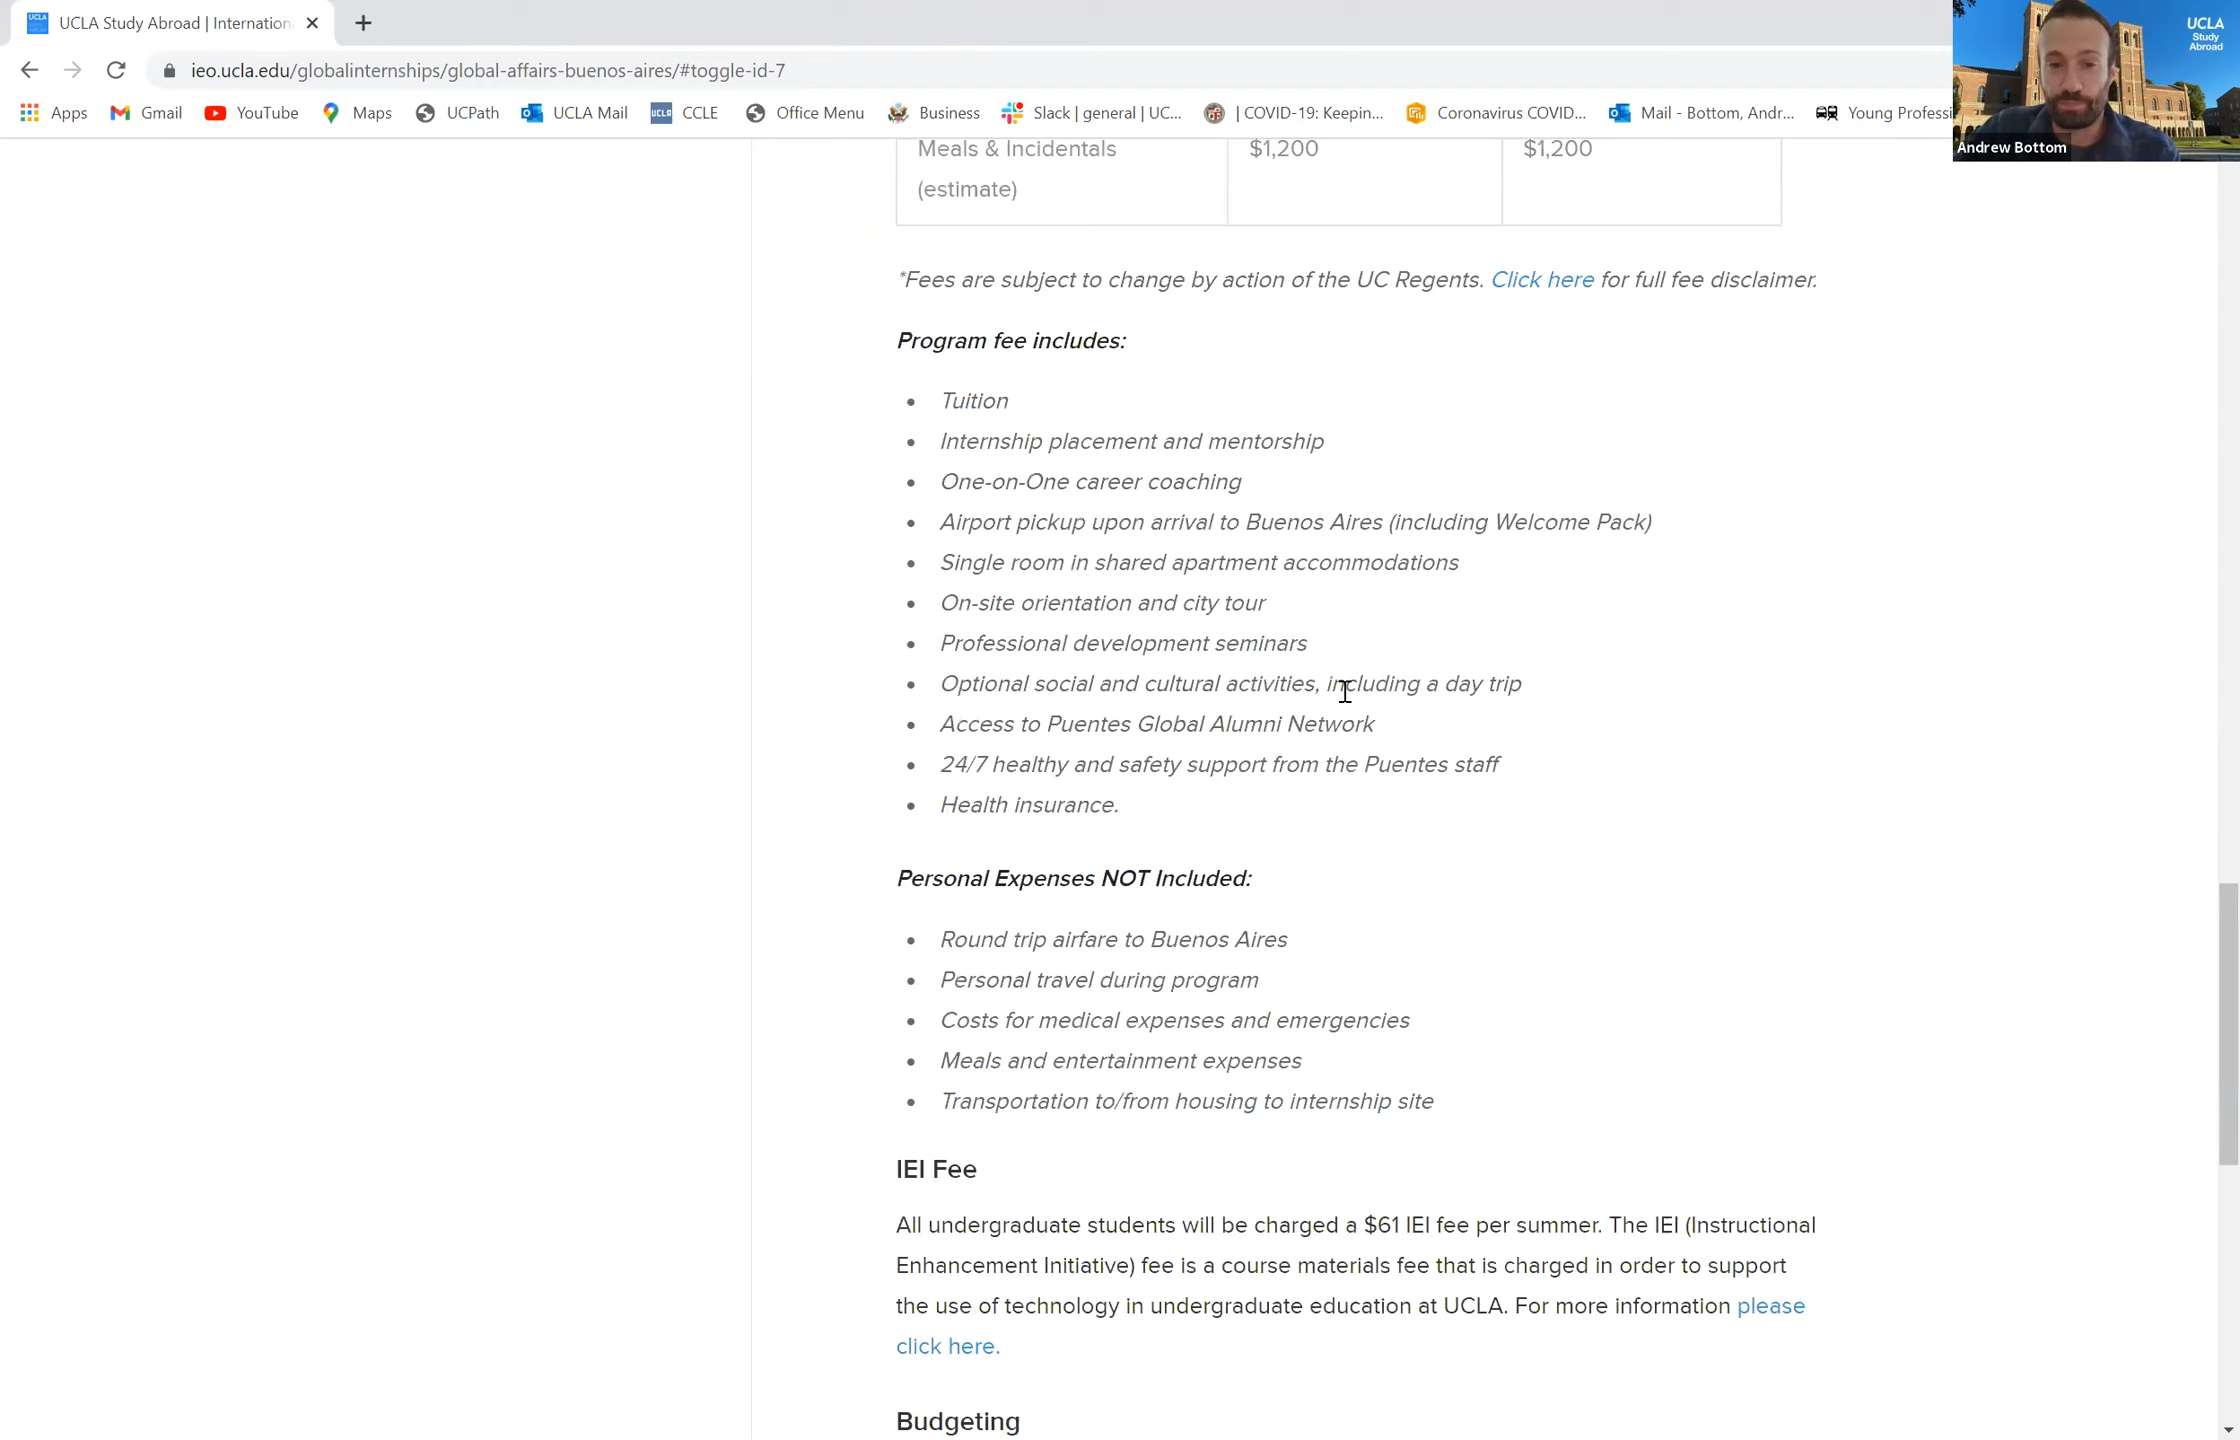 UCLA Study Abroad | Internation
ieo.ucla.edu/globalinternships/global-affairs-buenos-aires/#toggle-id-7
Apps Gmail YouTube Maps UCPath UCLA Mail UCLA CCLE Office Menu Business Slack | general | UC... | COVID-19: Keepin... Coronavirus COVID... Mail - Bottom, Andr... Young Professi
UCLA
Study
Abroad
Andrew Bottom
Meals & Incidentals $1,200 $1,200
(estimate)
*Fees are subject to change by action of the UC Regents. Click here for full fee disclaimer.
Program fee includes:
• Tuition
• Internship placement and mentorship
• One-on-One career coaching
• Airport pickup upon arrival to Buenos Aires (including Welcome Pack)
• Single room in shared apartment accommodations
• On-site orientation and city tour
• Professional development seminars
• Optional social and cultural activities, including a day trip
• Access to Puentes Global Alumni Network
• 24/7 healthy and safety support from the Puentes staff
• Health insurance.
Personal Expenses NOT Included:
• Round trip airfare to Buenos Aires
• Personal travel during program
• Costs for medical expenses and emergencies
• Meals and entertainment expenses
• Transportation to/from housing to internship site
IEI Fee
All undergraduate students will be charged a $61 IEI fee per summer. The IEI (Instructional
Enhancement Initiative) fee is a course materials fee that is charged in order to support
the use of technology in undergraduate education at UCLA. For more information please
click here.
Budgeting